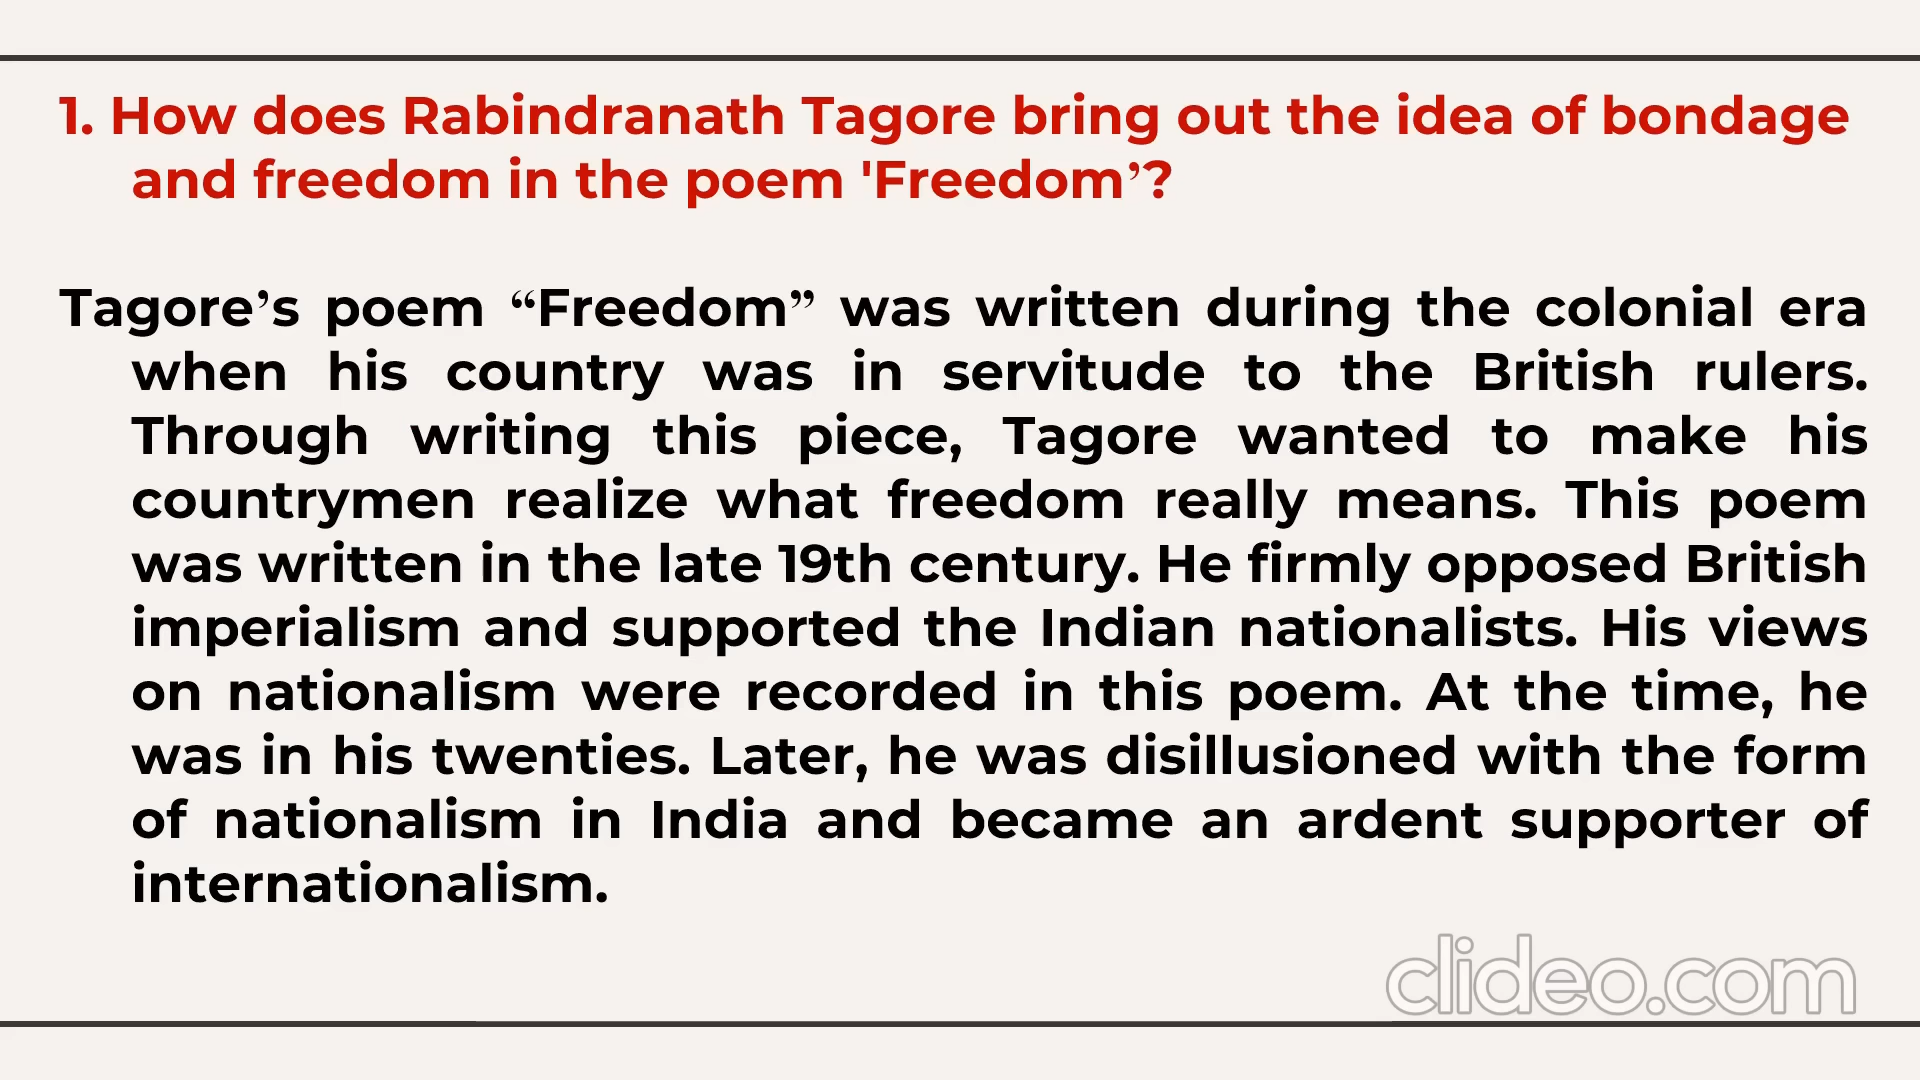 1. How does Rabindranath Tagore bring out the idea of bondage
and freedom in the poem 'Freedom’?
Tagore’s poem “Freedom” was written during the colonial era
when his country was in servitude to the British rulers.
Through writing this piece, Tagore wanted to make his
countrymen realize what freedom really means. This poem
was written in the late 19th century. He firmly opposed British
imperialism and supported the Indian nationalists. His views
on nationalism were recorded in this poem. At the time, he
was in his twenties. Later, he was disillusioned with the form
of nationalism in India and became an ardent supporter of
internationalism.
clideo.com